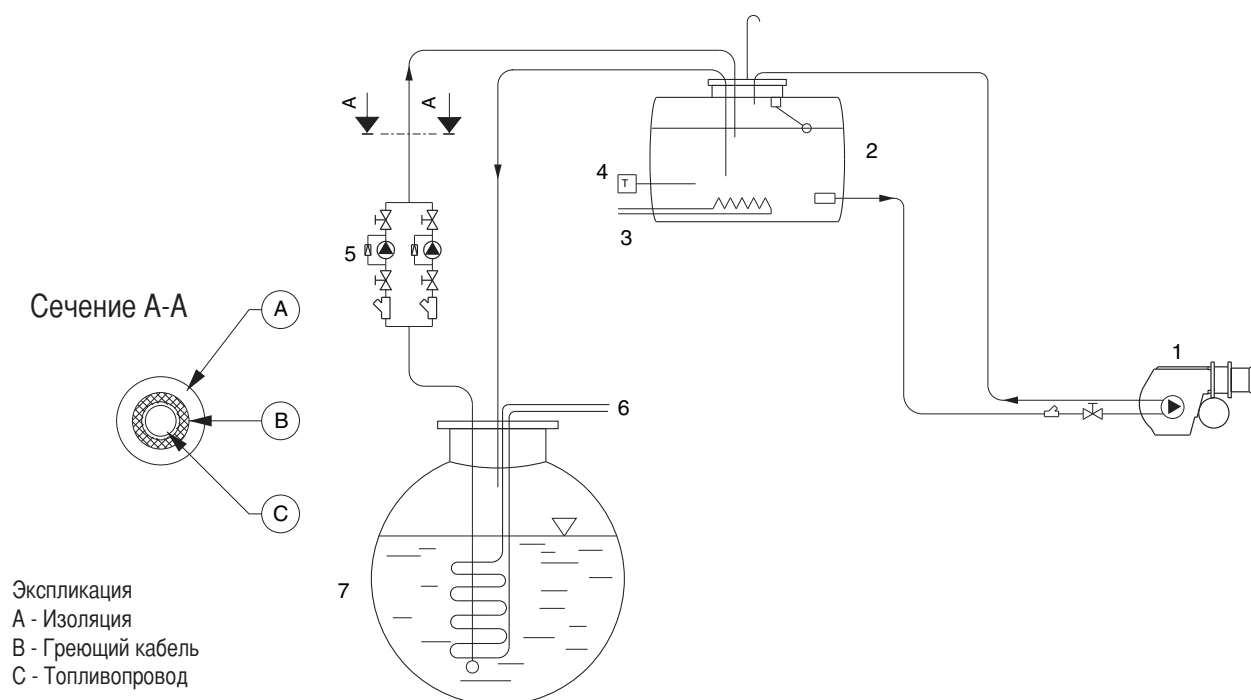 A
A
2
4
T
3
5
1
Сечение А-А
A
6
B
C
7
Экспликация
А - Изоляция
В - Греющий кабель
С - Топливопровод